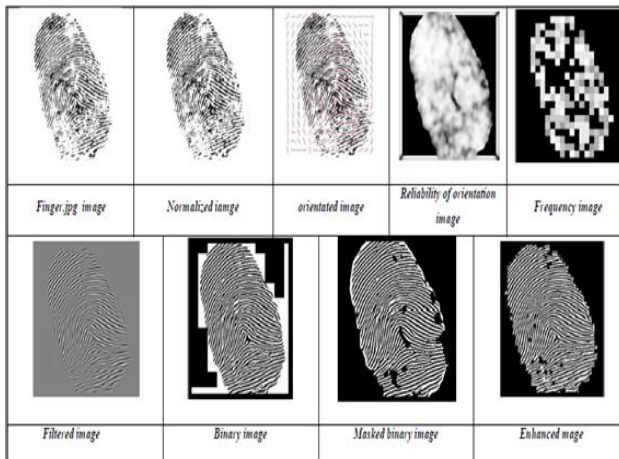 Finger.jpg image
Normalized iamge
orientated image
Reliability of orientation
image
Frequency image
Filtered image
Binary image
Masked binary image
Enhanced mage